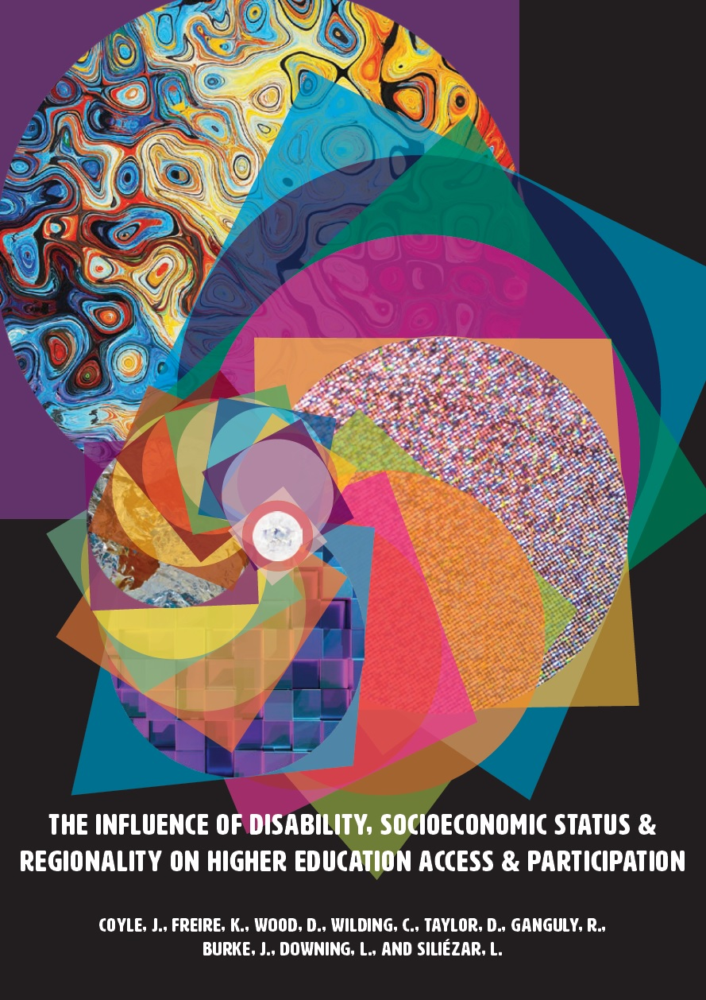 THE INFLUENCE OF DISABILITY, SOCIOECONOMIC STATUS &
REGIONALITY ON HIGHER EDUCATION ACCESS & PARTICIPATION
COYLE, J., FREIRE, K., WOOD, D., WILDING, C., TAYLOR, D., GANGULY, R.,
BURKE, J., DOWNING, L., AND SILIÉZAR, L.